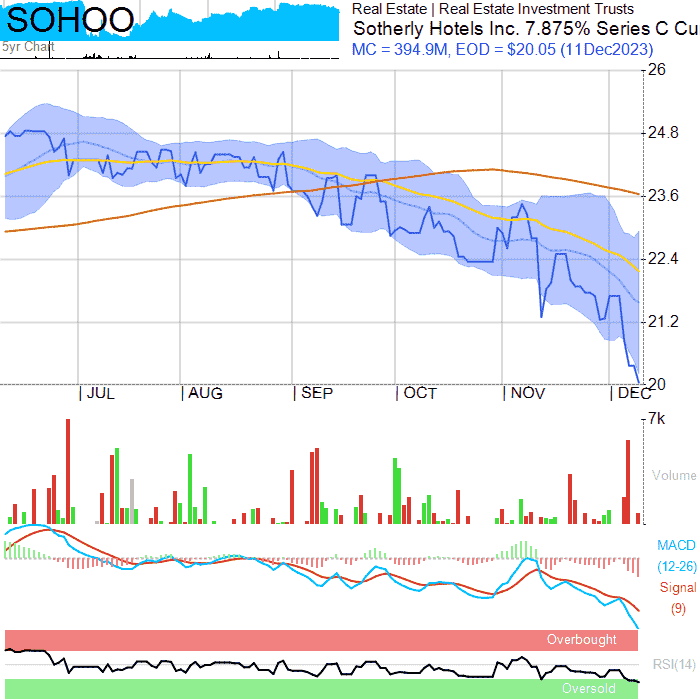 SOHOO
5yr Chart
Real Estate | Real Estate Investment Trusts
Sotherly Hotels Inc. 7.875% Series C Cu
MC = 394.9M, EOD = $20.05 (11Dec2023)
26
24.8
23.6
22.4
21.2
20
| JUL | AUG | SEP | OCT | NOV | DEC
7k
Volume
MACD
(12-26)
Signal
(9)
Overbought
RSI(14)
Oversold